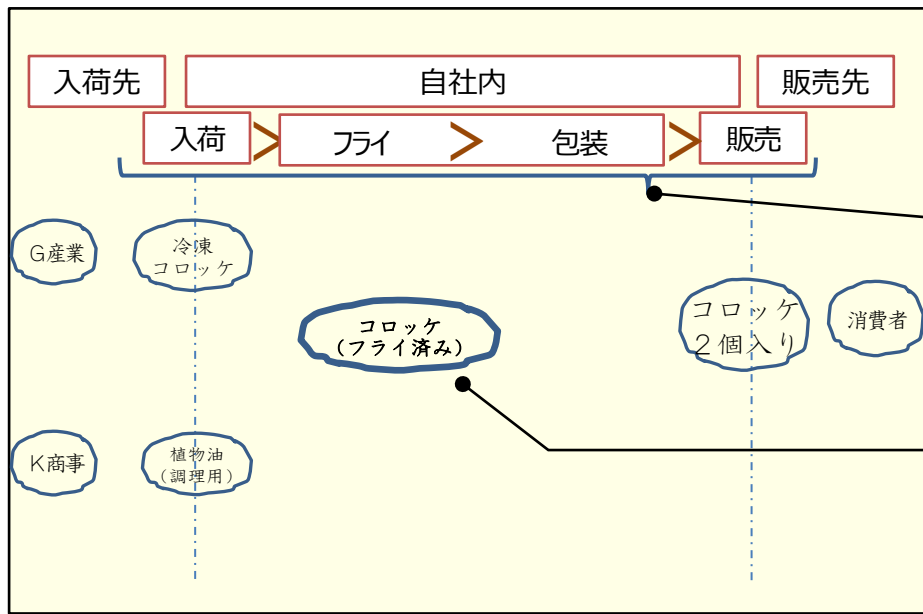 入荷先
自社内
販売先
入荷
フライ
包装
販売
G産業
冷凍
コロッケ
コロッケ
(フライ済み)
コロッケ
2個入り
消費者
K商事
植物油
(調理用)